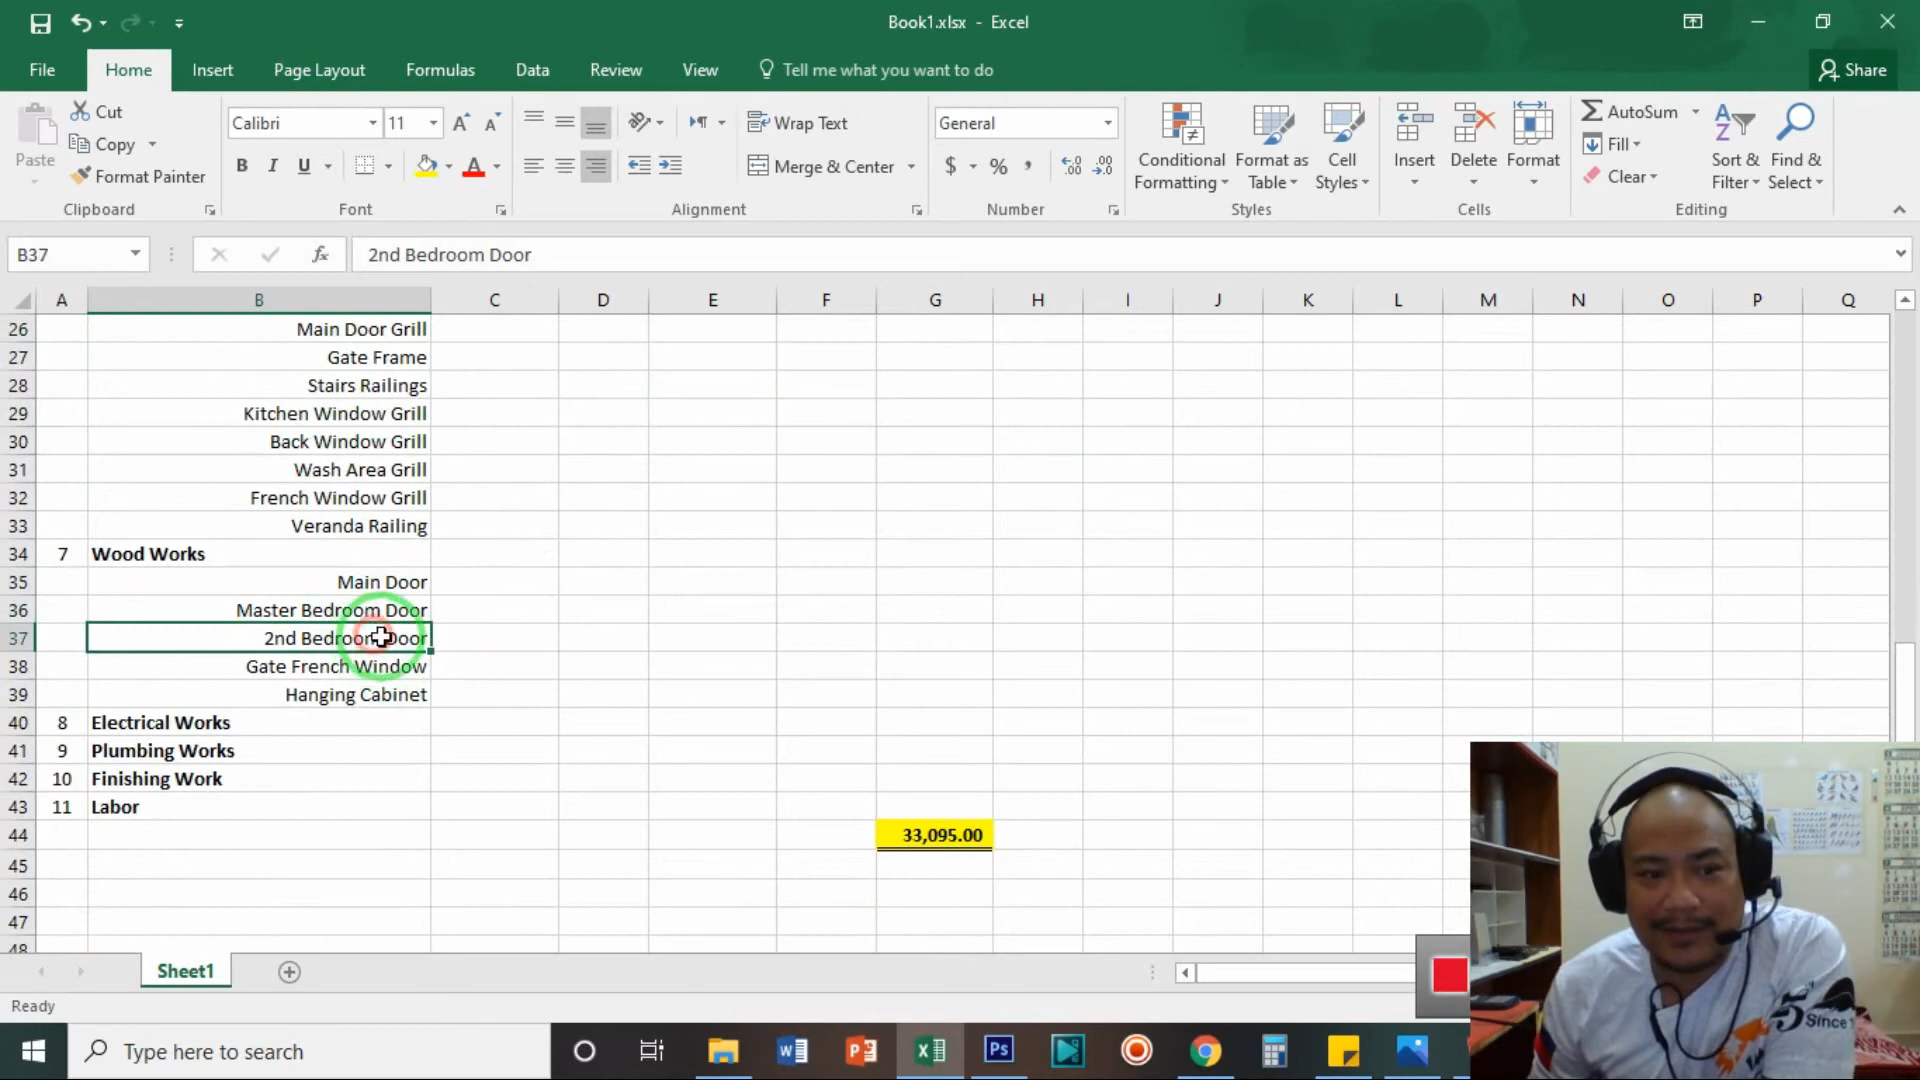 Book1.xlsx - Excel
File Home Insert Page Layout Formulas Data Review View Tell me what you want to do Share
Paste
Cut
Copy
Format Painter
Clipboard
Calibri 11
B I U
A
Font
Wrap Text
Merge & Center
Alignment
General
$ % ,
Number
Conditional Formatting
Format as Table
Cell Styles
Styles
Insert Delete Format
Cells
AutoSum
Fill
Clear
Sort & Filter
Find & Select
Editing
B37 fx 2nd Bedroom Door
A B C D E F G H I J K L M N O P Q
26 Main Door Grill
27 Gate Frame
28 Stairs Railings
29 Kitchen Window Grill
30 Back Window Grill
31 Wash Area Grill
32 French Window Grill
33 Veranda Railing
34 7 Wood Works
35 Main Door
36 Master Bedroom Door
37 2nd Bedroom Door
38 Gate French Window
39 Hanging Cabinet
40 8 Electrical Works
41 9 Plumbing Works
42 10 Finishing Work
43 11 Labor
44 33,095.00
45
46
47
48
Sheet1
Ready
Type here to search
Ps
5
Since